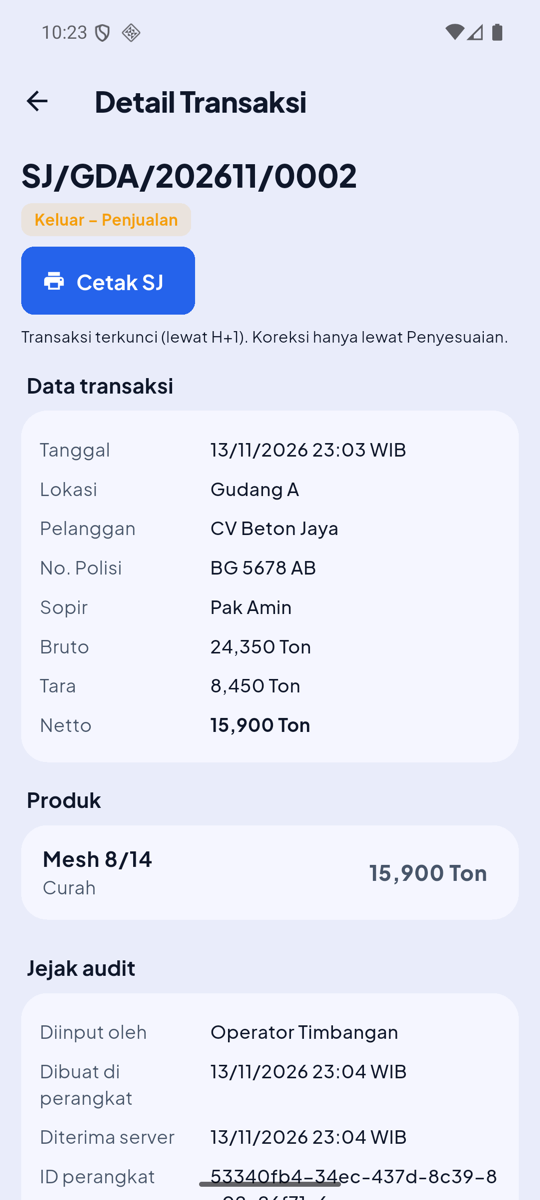 10:23
Detail Transaksi
SJ/GDA/202611/0002
Keluar – Penjualan
Cetak SJ
Transaksi terkunci (lewat H+1). Koreksi hanya lewat Penyesuaian.
Data transaksi
Tanggal 13/11/2026 23:03 WIB
Lokasi Gudang A
Pelanggan CV Beton Jaya
No. Polisi BG 5678 AB
Sopir Pak Amin
Bruto 24,350 Ton
Tara 8,450 Ton
Netto 15,900 Ton
Produk
Mesh 8/14
Curah
15,900 Ton
Jejak audit
Diinput oleh Operator Timbangan
Dibuat di perangkat 13/11/2026 23:04 WIB
Diterima server 13/11/2026 23:04 WIB
ID perangkat 53340fb4-34ec-437d-8c39-8